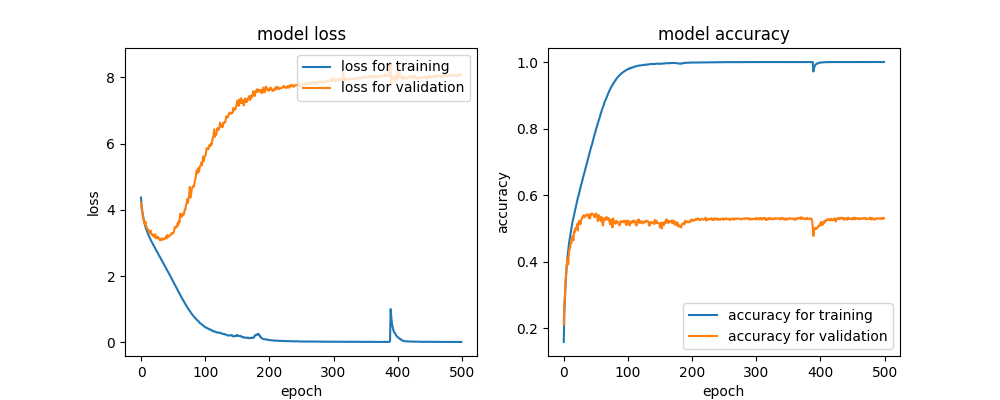 model loss
loss for training
loss for validation
8
6
4
2
0
loss
0 100 200 300 400 500
epoch
model accuracy
1.0
0.8
0.6
0.4
0.2
accuracy
accuracy for training
accuracy for validation
0 100 200 300 400 500
epoch